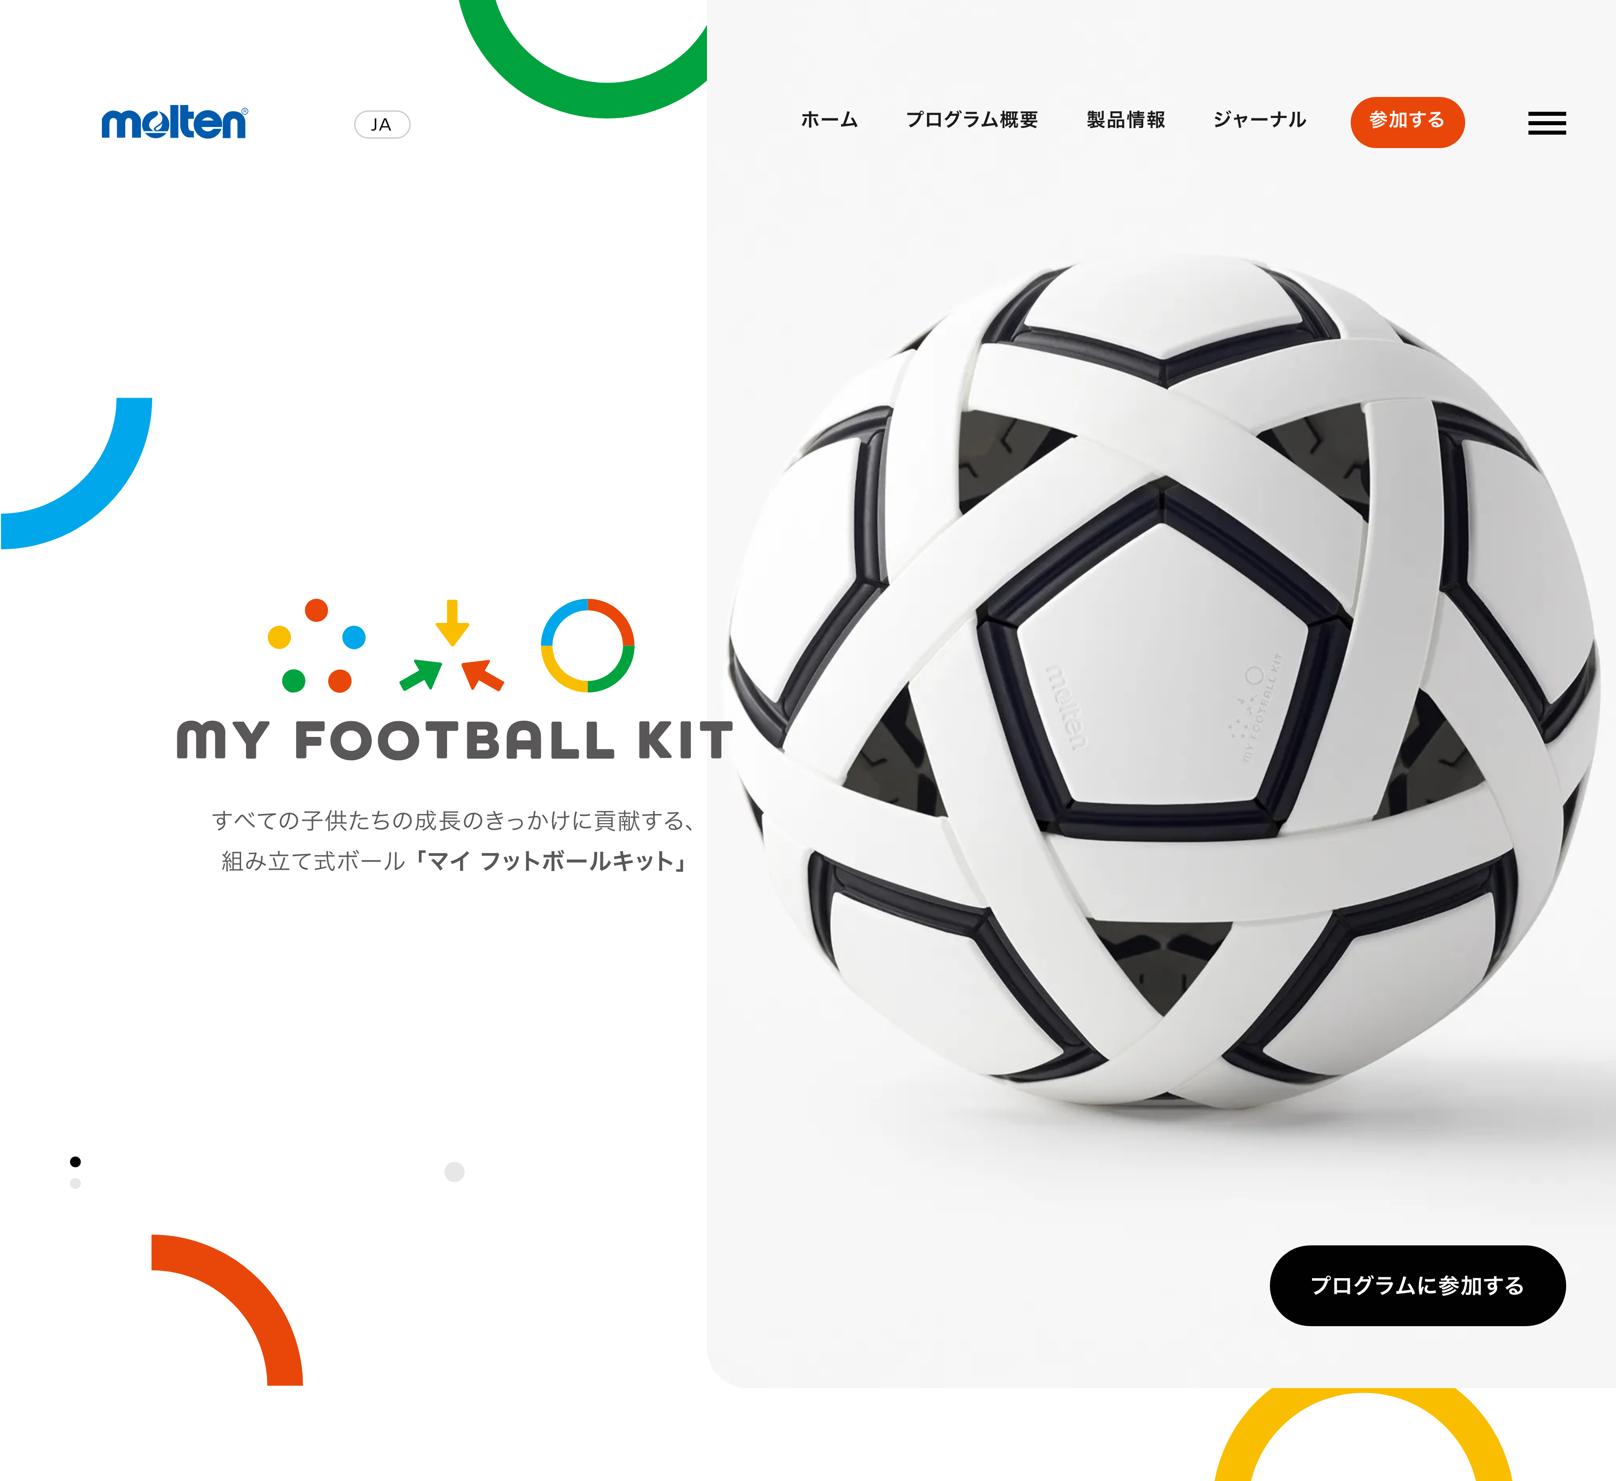 molten
JA
ホーム
プログラム概要
製品情報
ジャーナル
参加する
MY FOOTBALL KIT
すべての子供たちの成長のきっかけに貢献する、
組み立て式ボール「マイ フットボールキット」
molten
MY FOOTBALL KIT
プログラムに参加する